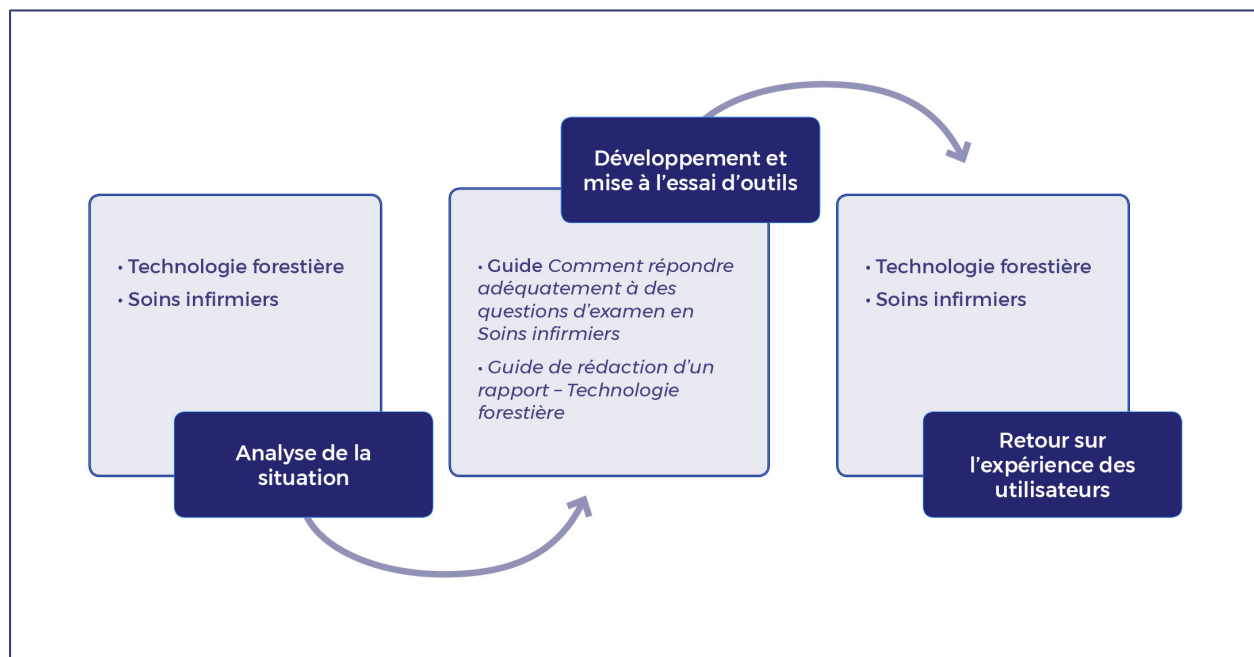 • Technologie forestière
• Soins infirmiers
Analyse de la
situation
Développement et
mise à l’essai d’outils
• Guide Comment répondre
adéquatement à des
questions d’examen en
Soins infirmiers
• Guide de rédaction d’un
rapport – Technologie
forestière
• Technologie forestière
• Soins infirmiers
Retour sur
l’expérience des
utilisateurs